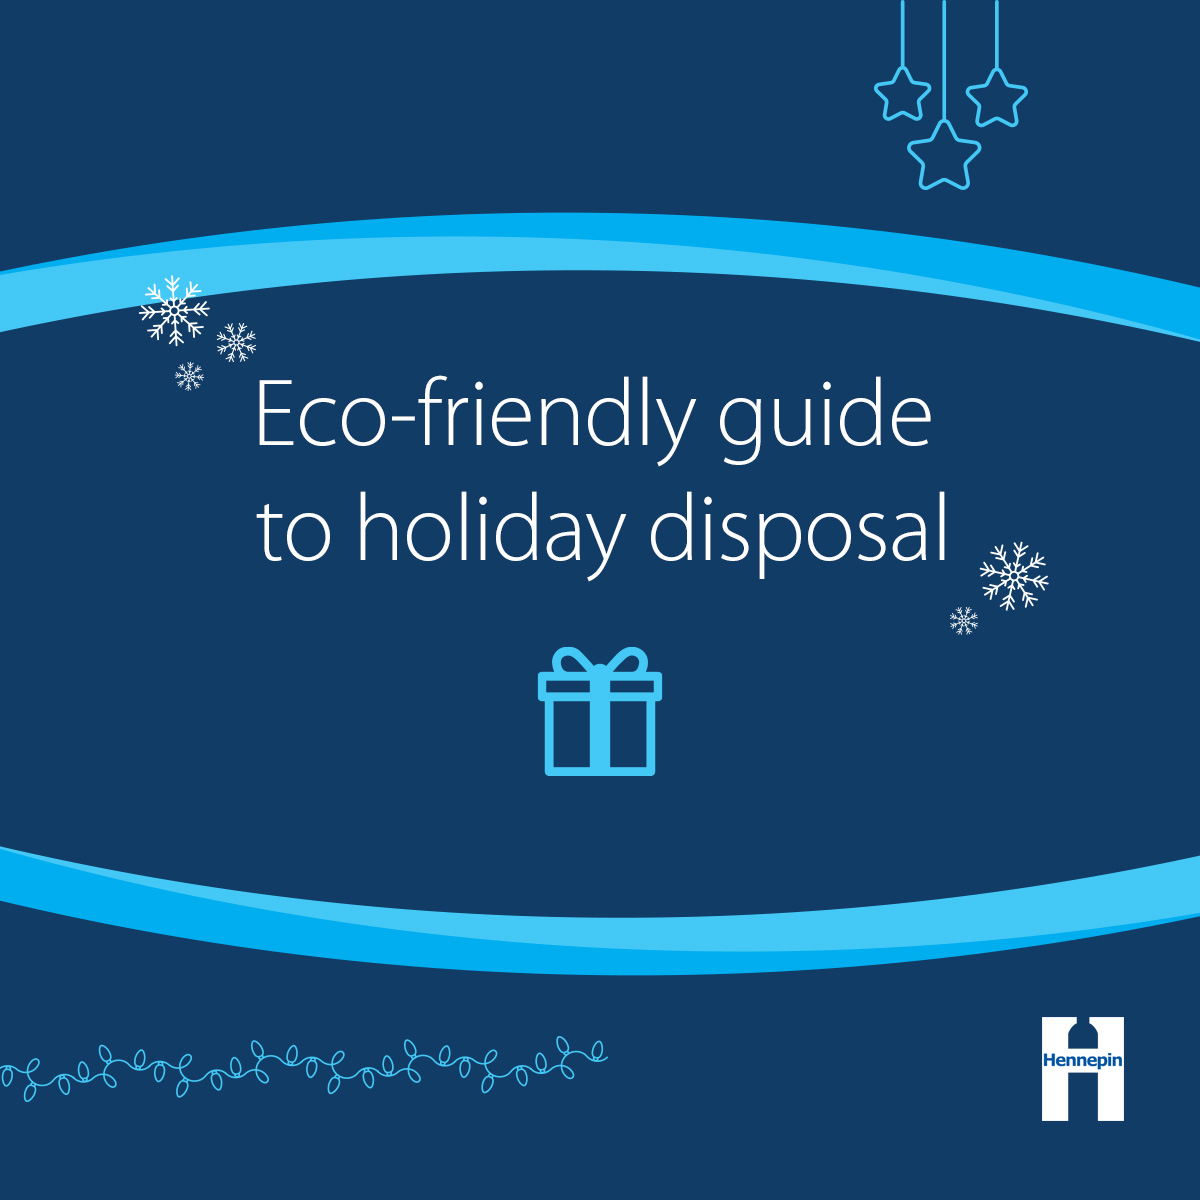 Eco-friendly guide
to holiday disposal
Hennepin